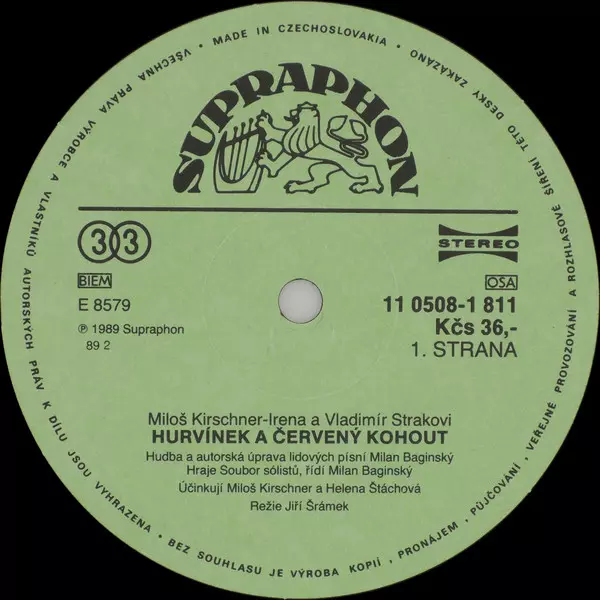 VŠECHNA PRÁVA VÝROBCE A VLASTNÍKŮ AUTORSKÝCH PRÁV K DÍLU JSOU VYHRAZENA • BEZ SOUHLASU JE VÝROBA KOPIÍ, PRONÁJEM, PŮJČOVÁNÍ, VEŘEJNÉ PROVOZOVÁNÍ A ROZHLASOVÉ ŠÍŘENÍ TÉTO DESKY ZAKÁZÁNO • MADE IN CZECHOSLOVAKIA •
SUPRAPHON
33
STEREO
BIEM
OSA
E 8579
11 0508-1 811
Ⓟ 1989 Supraphon
Kčs 36,-
89 2
1. STRANA
Miloš Kirschner-Irena a Vladimír Strakovi
HURVÍNEK A ČERVENÝ KOHOUT
Hudba a autorská úprava lidových písní Milan Baginský
Hraje Soubor sólistů, řídí Milan Baginský
Účinkují Miloš Kirschner a Helena Štáchová
Režie Jiří Šrámek